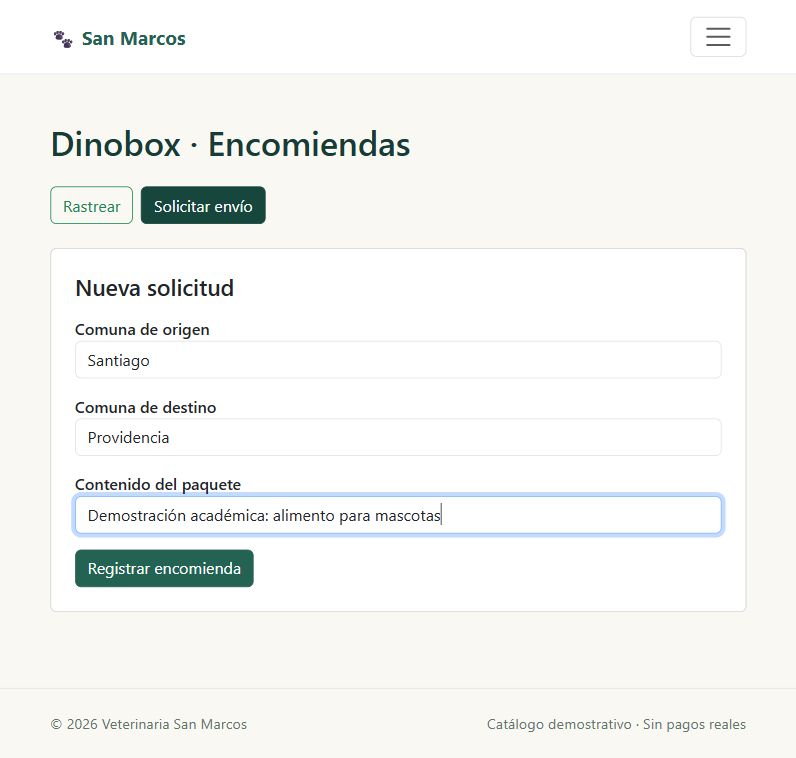 San Marcos
Dinobox · Encomiendas
Rastrear
Solicitar envío
Nueva solicitud
Comuna de origen
Santiago
Comuna de destino
Providencia
Contenido del paquete
Demostración académica: alimento para mascotas
Registrar encomienda
© 2026 Veterinaria San Marcos
Catálogo demostrativo · Sin pagos reales